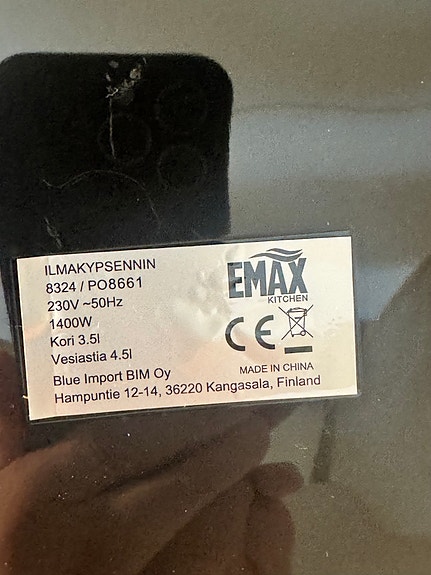 ILMAKYPSENNIN
8324 / PO8661
230V ~50Hz
1400W
Kori 3.5l
Vesiastia 4.5l
Blue Import BIM Oy
Hampuntie 12-14, 36220 Kangasala, Finland
EMAX
KITCHEN
CE
MADE IN CHINA